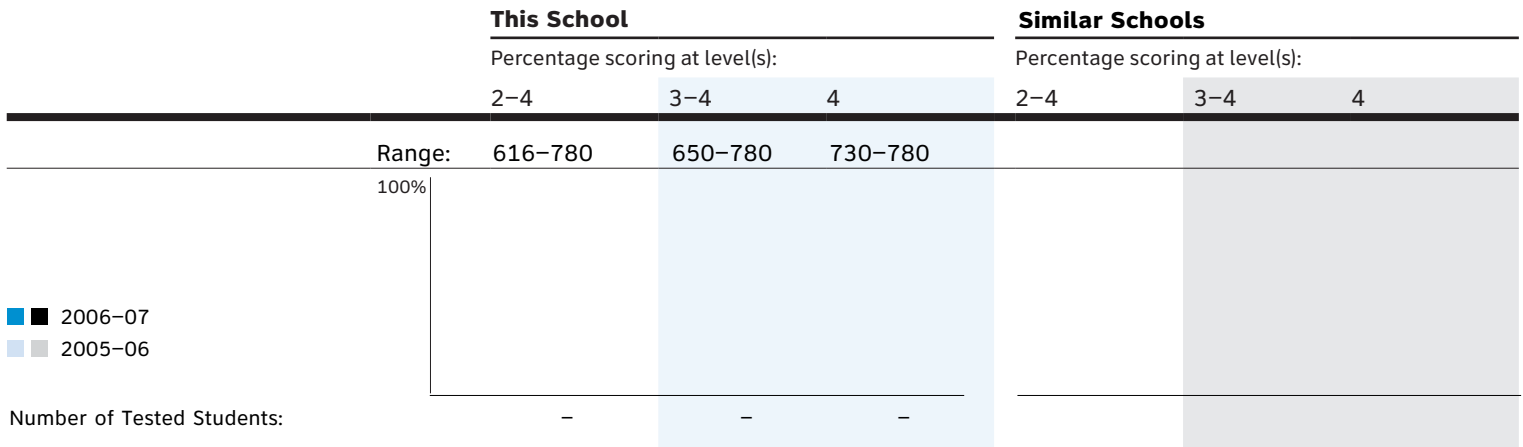 This School Similar Schools
Percentage scoring at level(s): Percentage scoring at level(s):
2–4 3–4 4 2–4 3–4 4
Range: 616–780 650–780 730–780
100%
2006–07
2005–06
Number of Tested Students: – – –